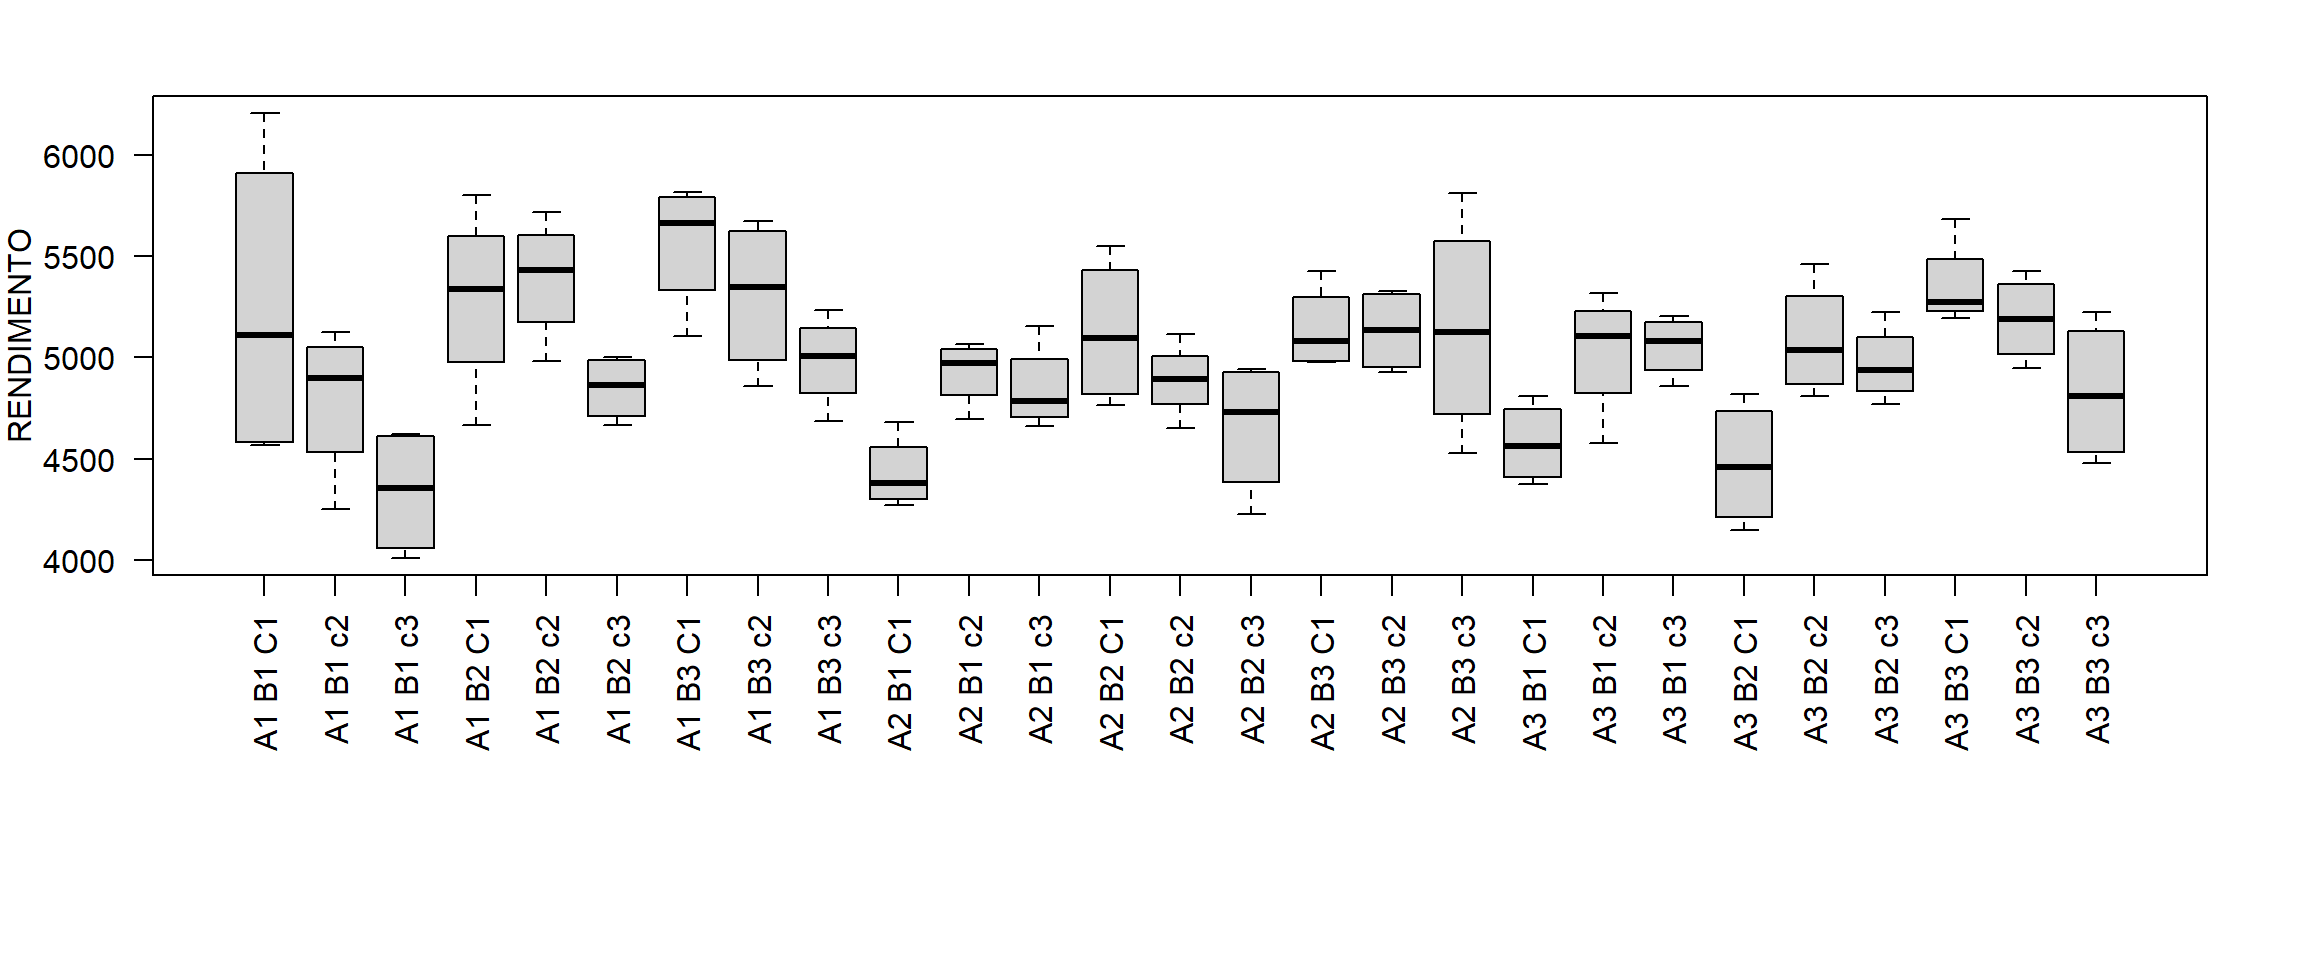 RENDIMENTO
6000
5500
5000
4500
4000
A1 B1 C1
A1 B1 c2
A1 B1 c3
A1 B2 C1
A1 B2 c2
A1 B2 c3
A1 B3 C1
A1 B3 c2
A1 B3 c3
A2 B1 C1
A2 B1 c2
A2 B1 c3
A2 B2 C1
A2 B2 c2
A2 B2 c3
A2 B3 C1
A2 B3 c2
A2 B3 c3
A3 B1 C1
A3 B1 c2
A3 B1 c3
A3 B2 C1
A3 B2 c2
A3 B2 c3
A3 B3 C1
A3 B3 c2
A3 B3 c3